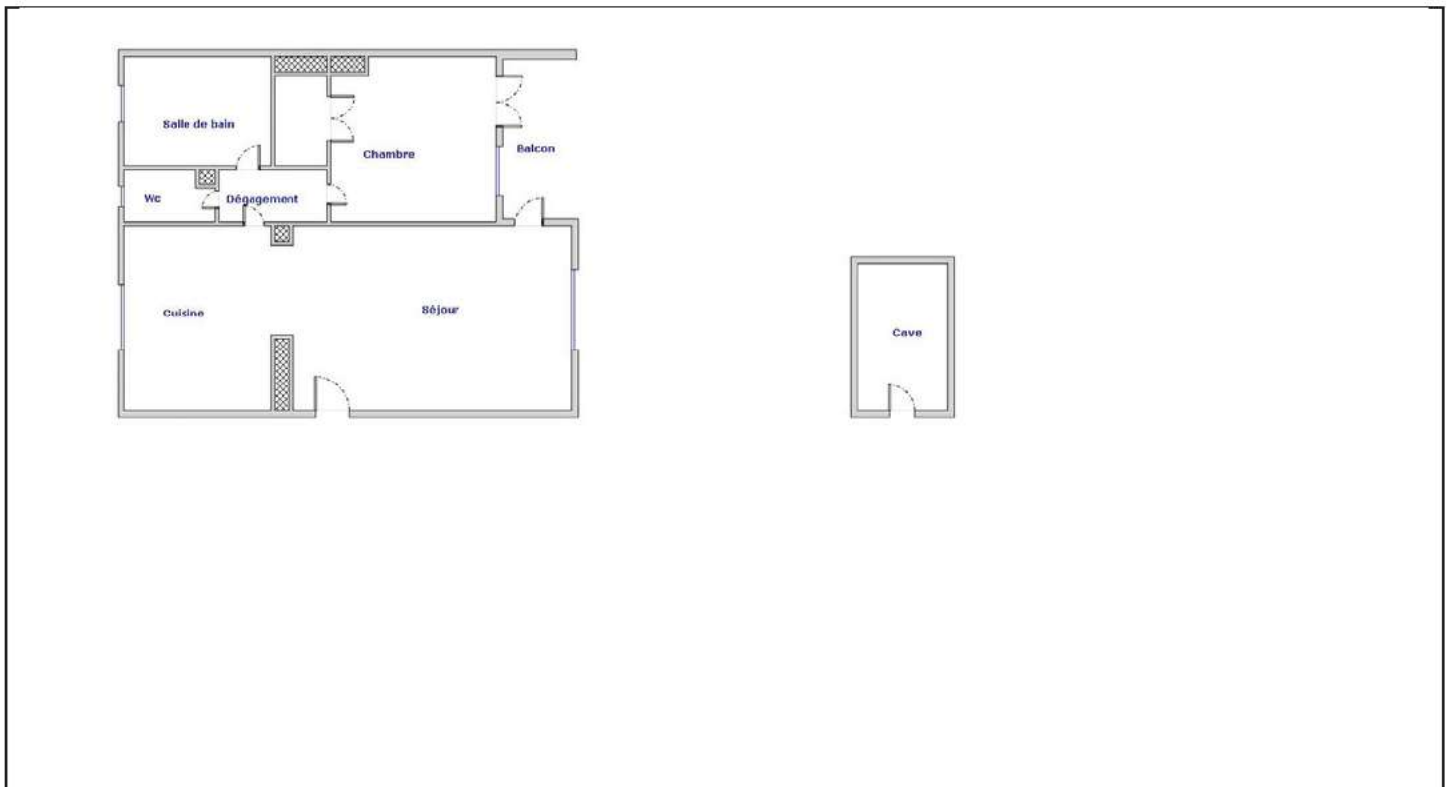 Salle de bain
Chambre
Balcon
Wc
Dégagement
Cuisine
Séjour
Cave